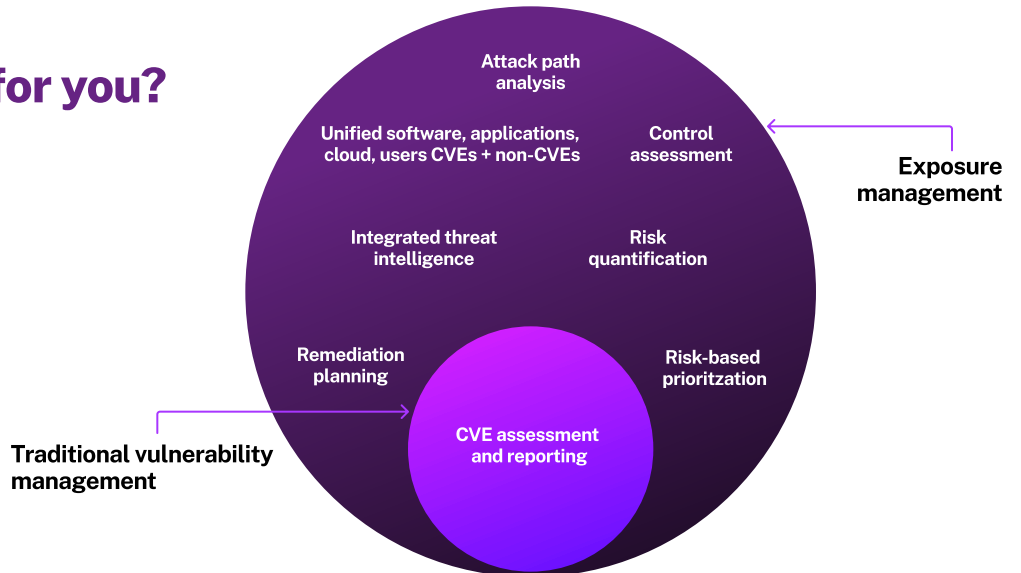 for you?
Attack path
analysis
Unified software, applications,
cloud, users CVEs + non-CVEs
Control
assessment
Exposure
management
Integrated threat
intelligence
Risk
quantification
Remediation
planning
Risk-based
prioritzation
CVE assessment
and reporting
Traditional vulnerability
management